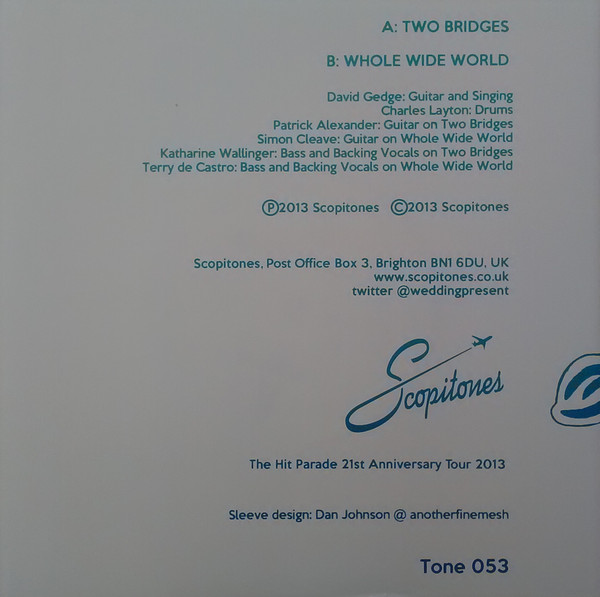 A: TWO BRIDGES
B: WHOLE WIDE WORLD
David Gedge: Guitar and Singing
Charles Layton: Drums
Patrick Alexander: Guitar on Two Bridges
Simon Cleave: Guitar on Whole Wide World
Katharine Wallinger: Bass and Backing Vocals on Two Bridges
Terry de Castro: Bass and Backing Vocals on Whole Wide World
Ⓟ2013 Scopitones ©2013 Scopitones
Scopitones, Post Office Box 3, Brighton BN1 6DU, UK
www.scopitones.co.uk
twitter @weddingpresent
Scopitones
The Hit Parade 21st Anniversary Tour 2013
Sleeve design: Dan Johnson @ anotherfinemesh
Tone 053